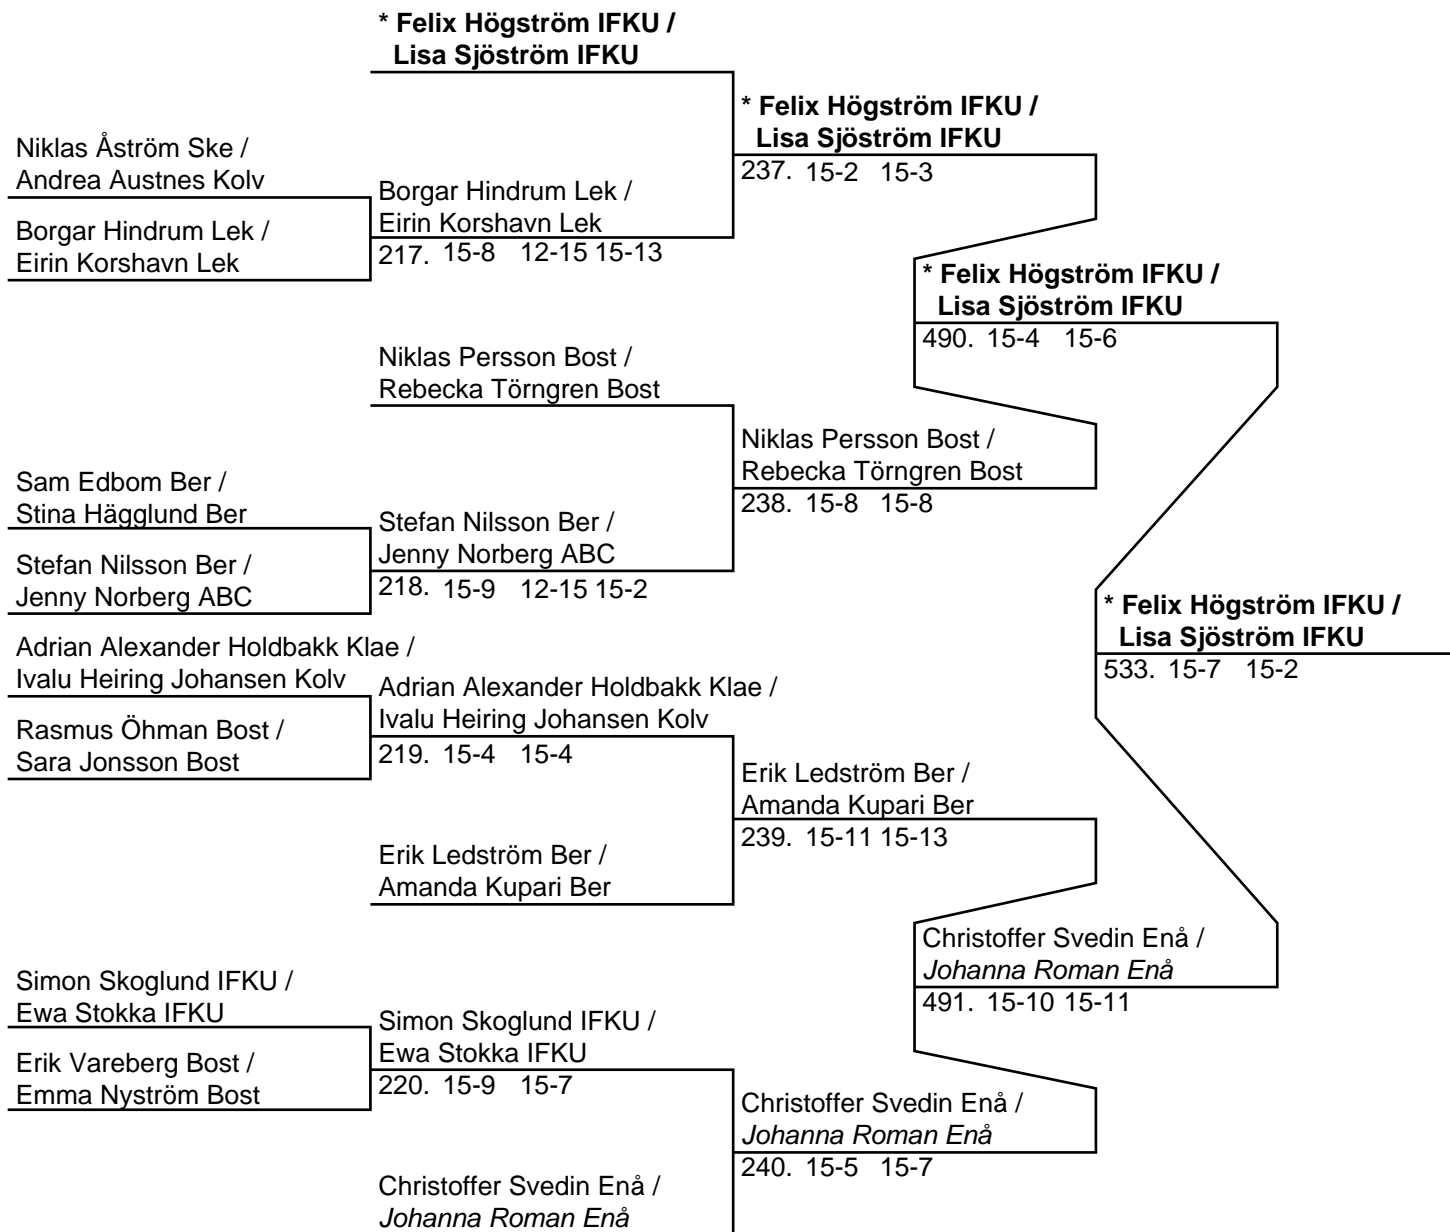 * Felix Högström IFKU /
Lisa Sjöström IFKU
* Felix Högström IFKU /
Lisa Sjöström IFKU
237. 15-2 15-3
Niklas Åström Ske /
Andrea Austnes Kolv
Borgar Hindrum Lek /
Eirin Korshavn Lek
Borgar Hindrum Lek /
Eirin Korshavn Lek
217. 15-8 12-15 15-13
* Felix Högström IFKU /
Lisa Sjöström IFKU
490. 15-4 15-6
Niklas Persson Bost /
Rebecka Törngren Bost
Niklas Persson Bost /
Rebecka Törngren Bost
238. 15-8 15-8
Sam Edbom Ber /
Stina Hägglund Ber
Stefan Nilsson Ber /
Jenny Norberg ABC
Stefan Nilsson Ber /
Jenny Norberg ABC
218. 15-9 12-15 15-2
* Felix Högström IFKU /
Lisa Sjöström IFKU
533. 15-7 15-2
Adrian Alexander Holdbakk Klae /
Ivalu Heiring Johansen Kolv
Adrian Alexander Holdbakk Klae /
Ivalu Heiring Johansen Kolv
219. 15-4 15-4
Rasmus Öhman Bost /
Sara Jonsson Bost
Erik Ledström Ber /
Amanda Kupari Ber
239. 15-11 15-13
Erik Ledström Ber /
Amanda Kupari Ber
Christoffer Svedin Enå /
Johanna Roman Enå
491. 15-10 15-11
Simon Skoglund IFKU /
Ewa Stokka IFKU
Simon Skoglund IFKU /
Ewa Stokka IFKU
220. 15-9 15-7
Erik Vareberg Bost /
Emma Nyström Bost
Christoffer Svedin Enå /
Johanna Roman Enå
240. 15-5 15-7
Christoffer Svedin Enå /
Johanna Roman Enå